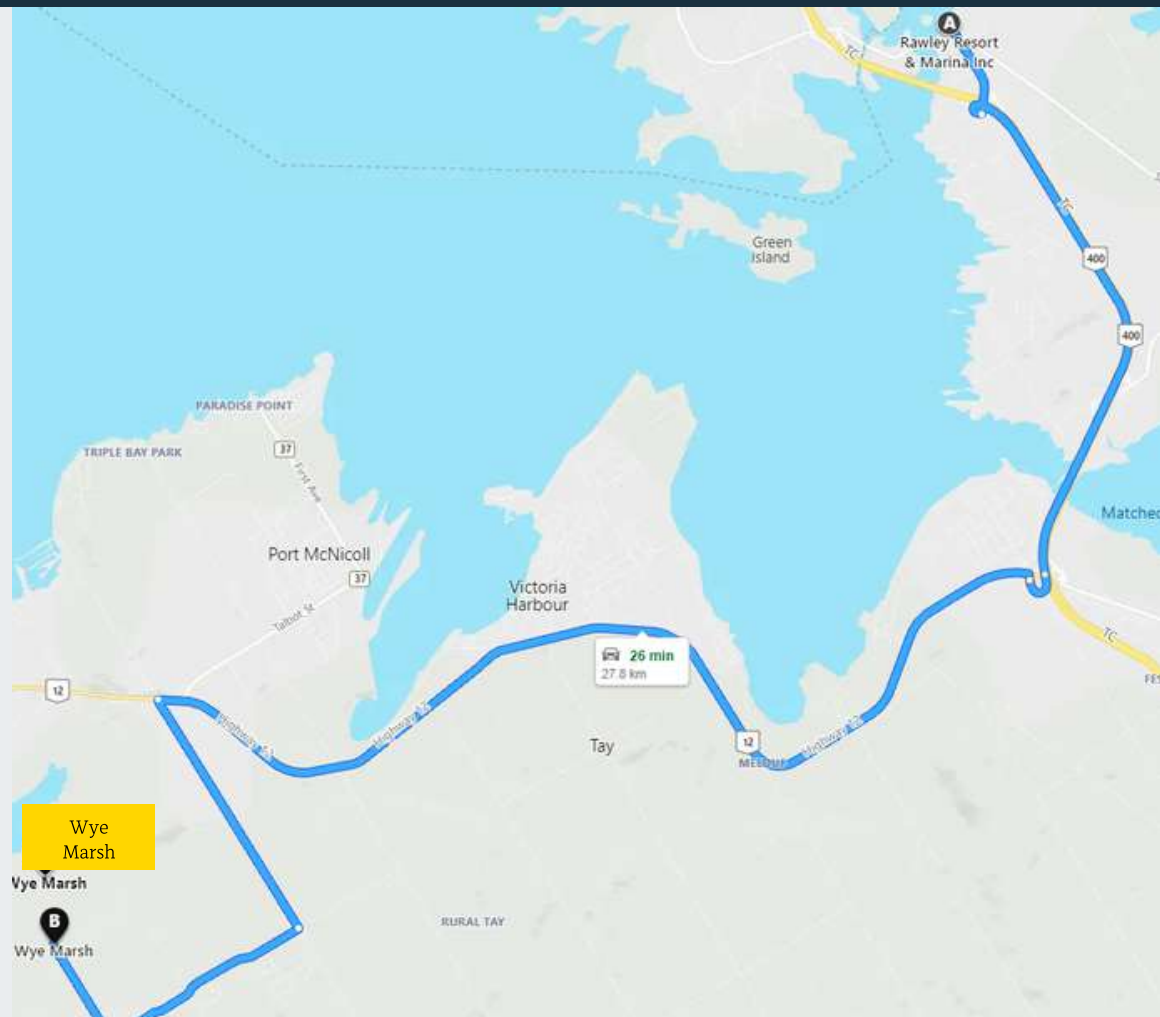 A
Rawley Resort
& Marina Inc
TC
TC
400
400
Green
Island
PARADISE POINT
TRIPLE BAY PARK
37
First Ave
Port McNicoll
37
Talbot St
Victoria
Harbour
26 min
27.8 km
TC
12
Highway 12
Highway 12
12
Highway 12
Tay
Wye
Marsh
Wye Marsh
B
Wye Marsh
RURAL TAY